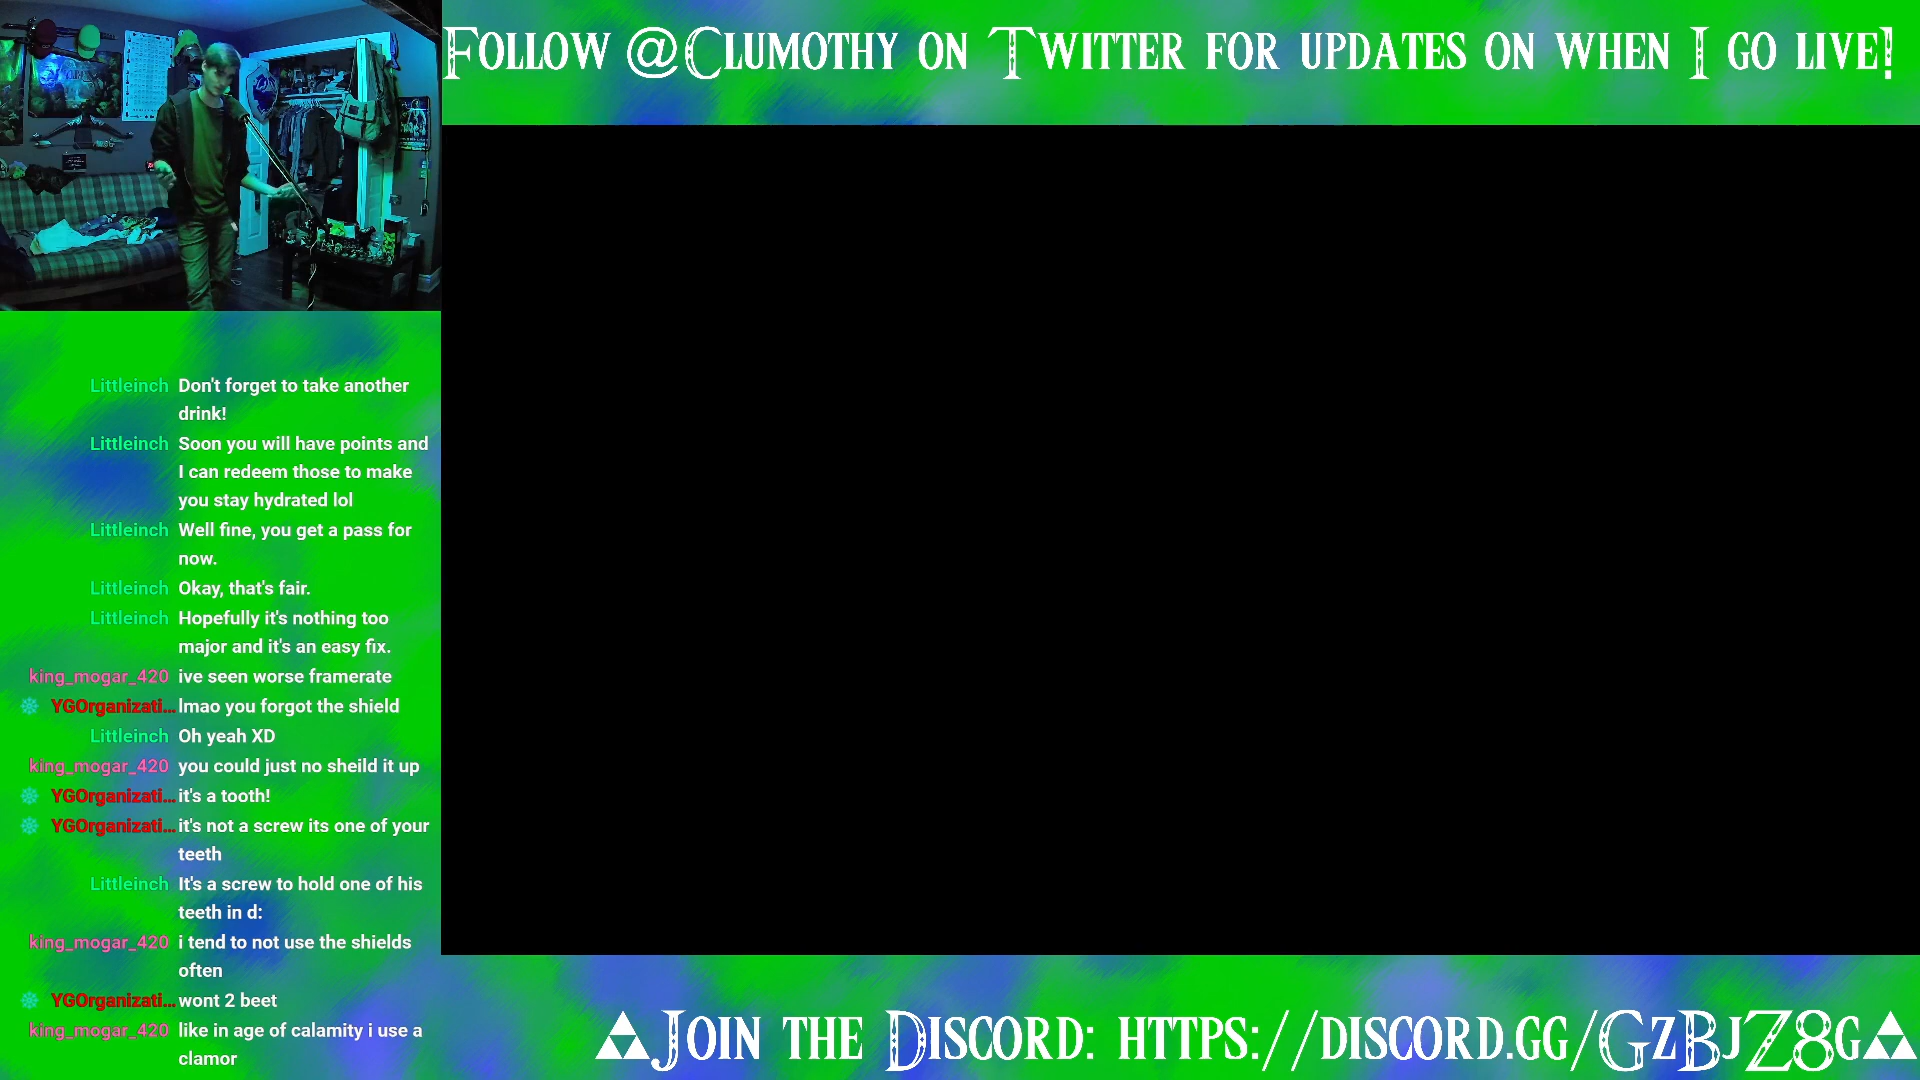 Follow @Clumothy on Twitter for updates on when I go live!
Littleinch Don't forget to take another
drink!
Littleinch Soon you will have points and
I can redeem those to make
you stay hydrated lol
Littleinch Well fine, you get a pass for
now.
Littleinch Okay, that's fair.
Littleinch Hopefully it's nothing too
major and it's an easy fix.
king_mogar_420 ive seen worse framerate
YGOrganizati... lmao you forgot the shield
Littleinch Oh yeah XD
king_mogar_420 you could just no sheild it up
YGOrganizati... it's a tooth!
YGOrganizati... it's not a screw its one of your
teeth
Littleinch It's a screw to hold one of his
teeth in d:
king_mogar_420 i tend to not use the shields
often
YGOrganizati... wont 2 beet
king_mogar_420 like in age of calamity i use a
clamor
Join the Discord: https://discord.gg/GzBjZ8g